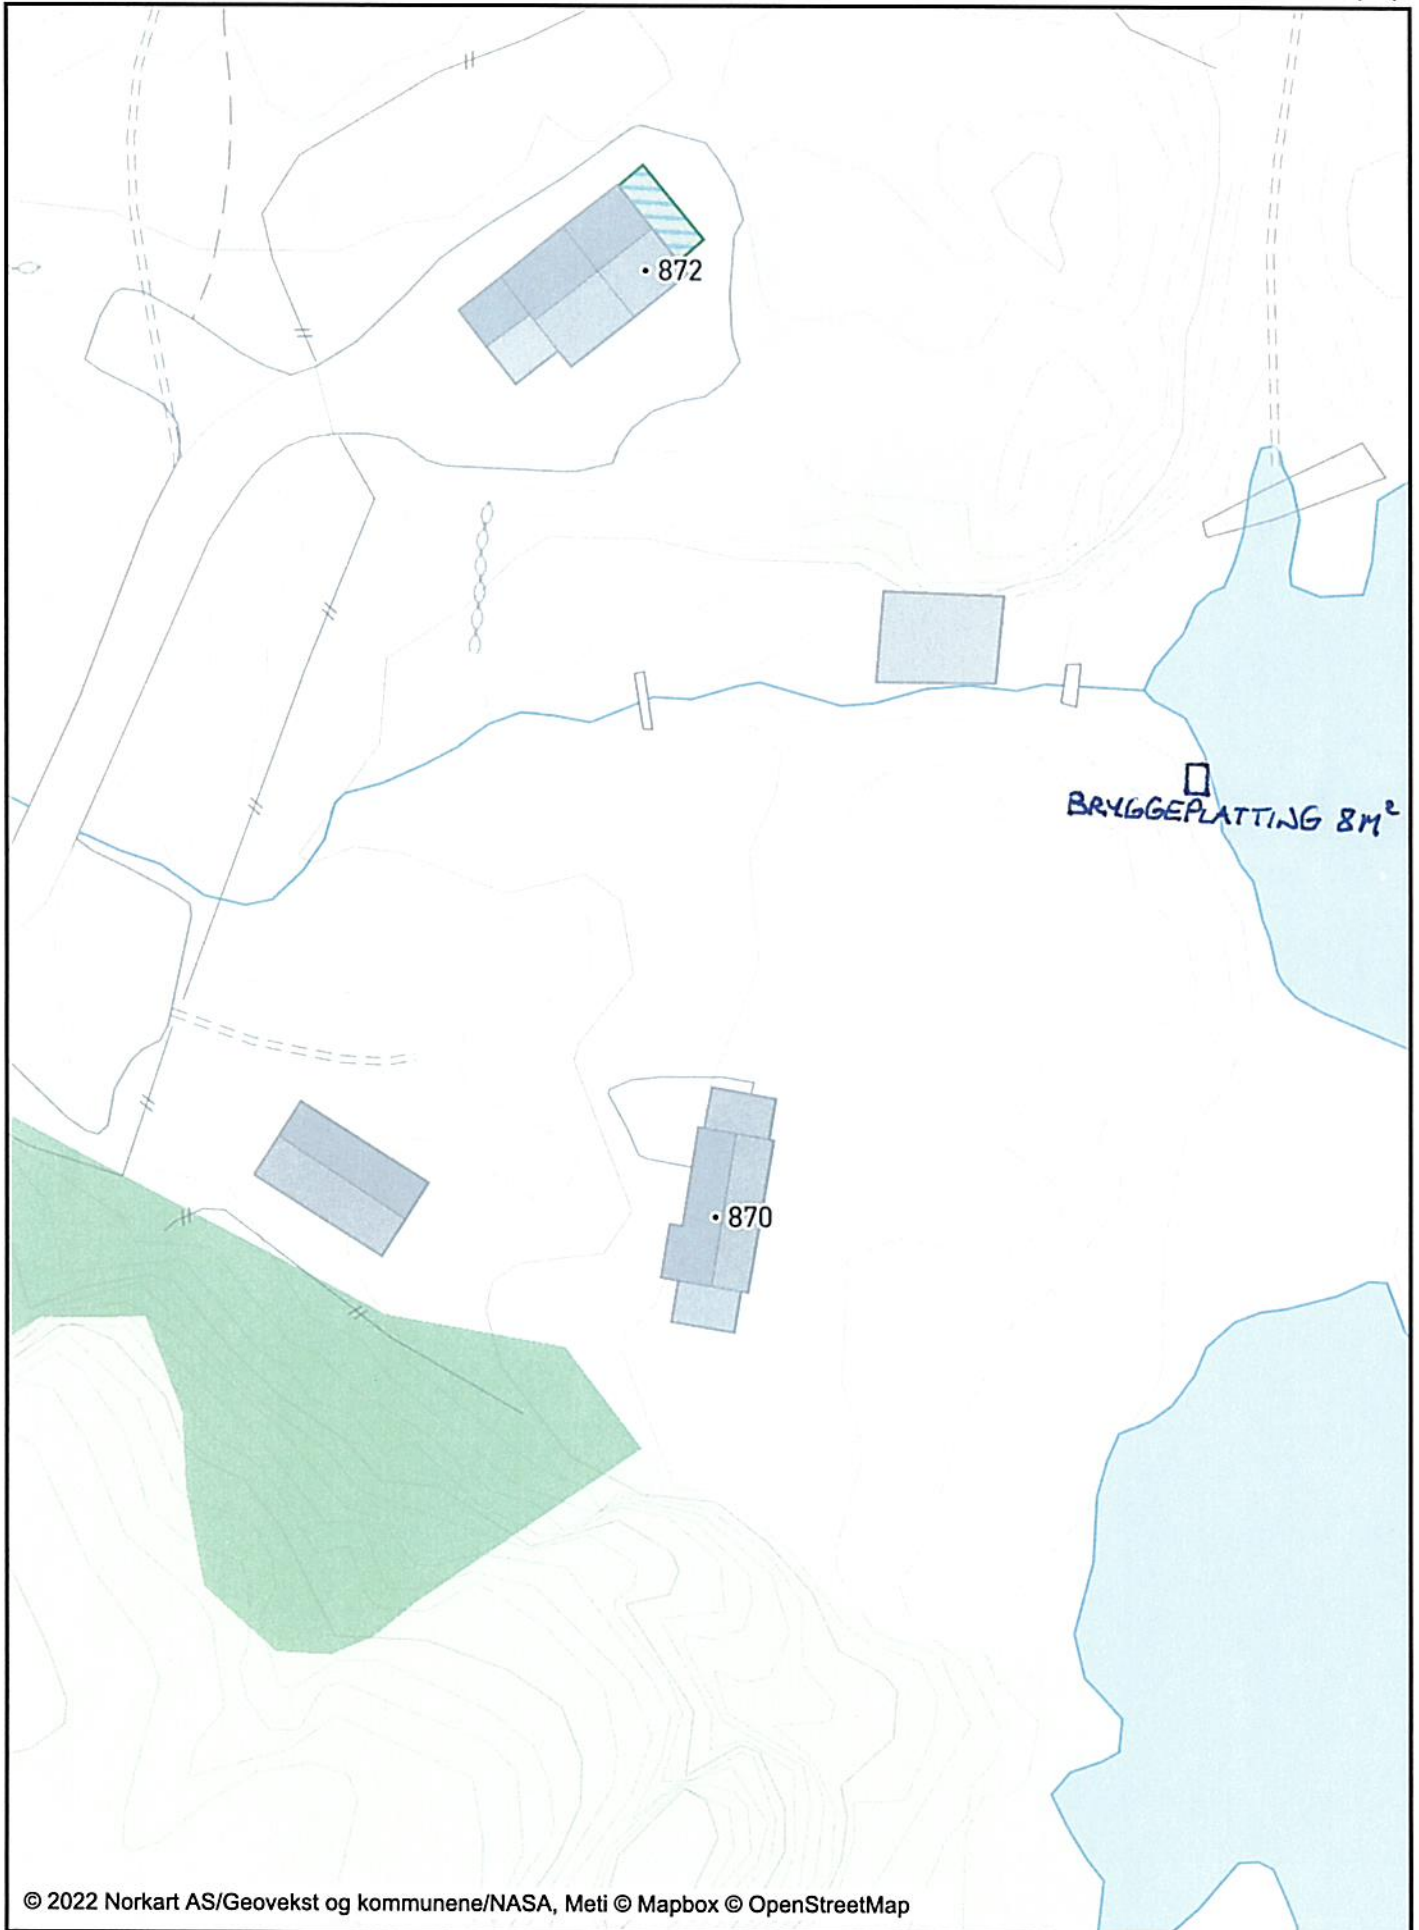 • 872
BRYGGEPLATTING 8M²
• 870
© 2022 Norkart AS/Geovekst og kommunene/NASA, Meti © Mapbox © OpenStreetMap